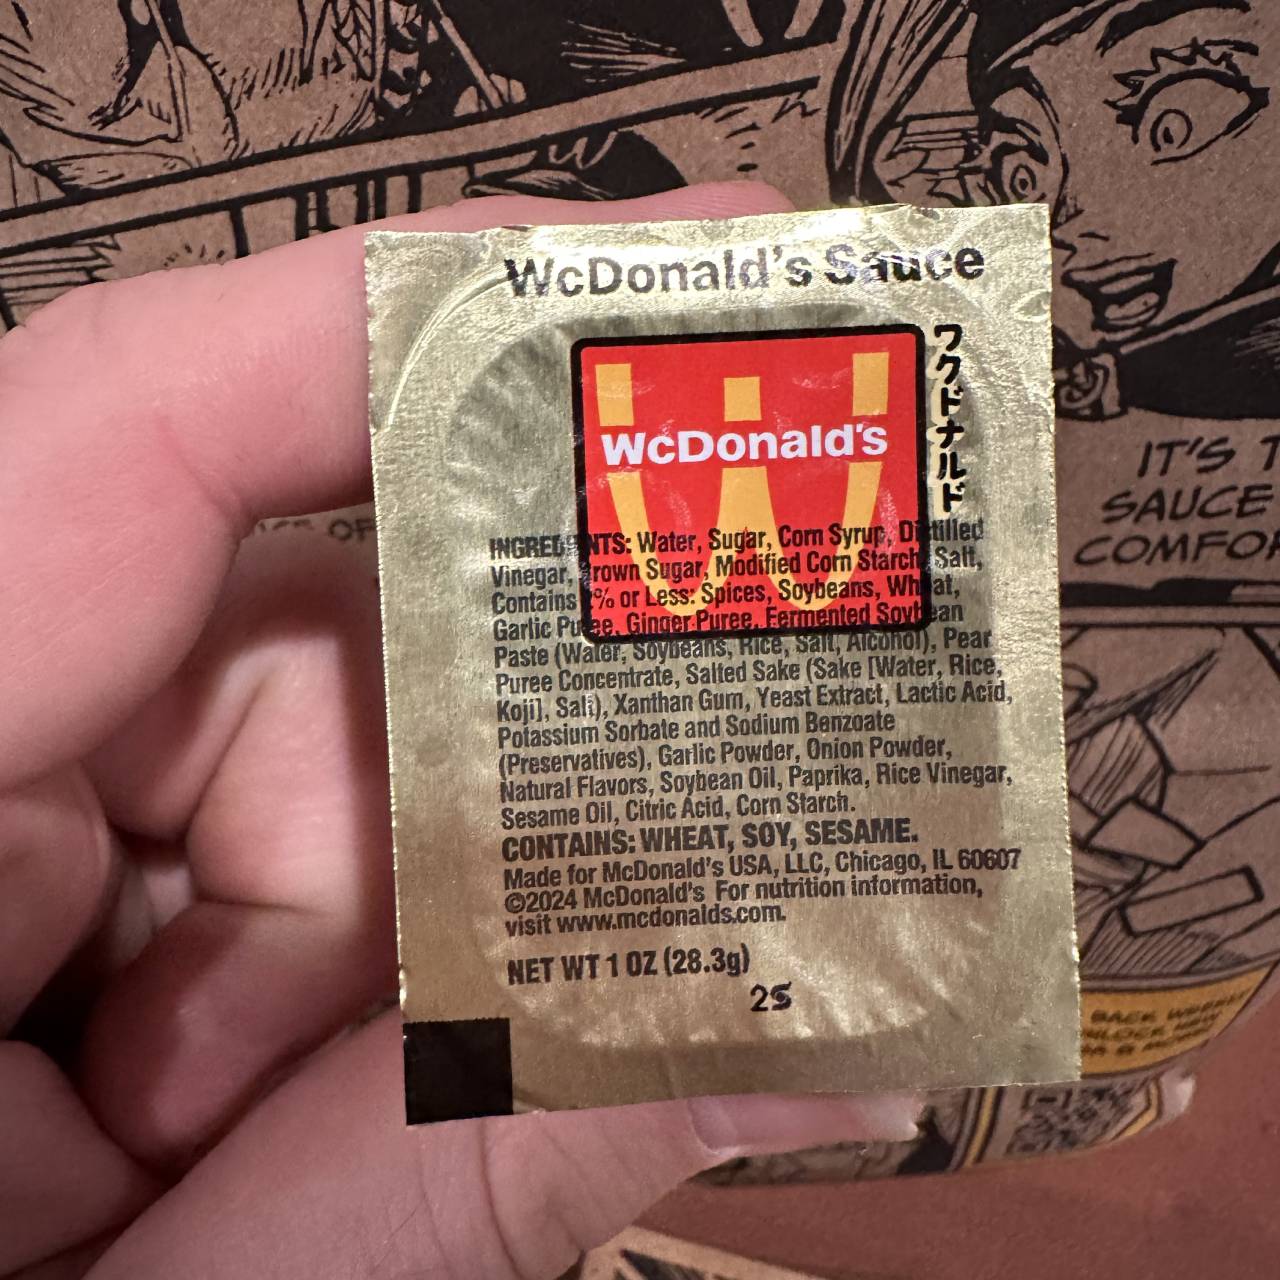 WcDonald's Sauce
WcDonald's
ワクドナルド
INGREDIENTS: Water, Sugar, Corn Syrup, Distilled
Vinegar, Brown Sugar, Modified Corn Starch, Salt,
Contains % or Less: Spices, Soybeans, Wheat,
Garlic Puree, Ginger Puree, Fermented Soybean
Paste (Water, Soybeans, Rice, Salt, Alcohol), Pear
Puree Concentrate, Salted Sake (Sake [Water, Rice,
Koji], Salt), Xanthan Gum, Yeast Extract, Lactic Acid,
Potassium Sorbate and Sodium Benzoate
(Preservatives), Garlic Powder, Onion Powder,
Natural Flavors, Soybean Oil, Paprika, Rice Vinegar,
Sesame Oil, Citric Acid, Corn Starch.
CONTAINS: WHEAT, SOY, SESAME.
Made for McDonald's USA, LLC, Chicago, IL 60607
©2024 McDonald's For nutrition information,
visit www.mcdonalds.com.
NET WT 1 OZ (28.3g)
IT'S
SAUCE
OF
BACK